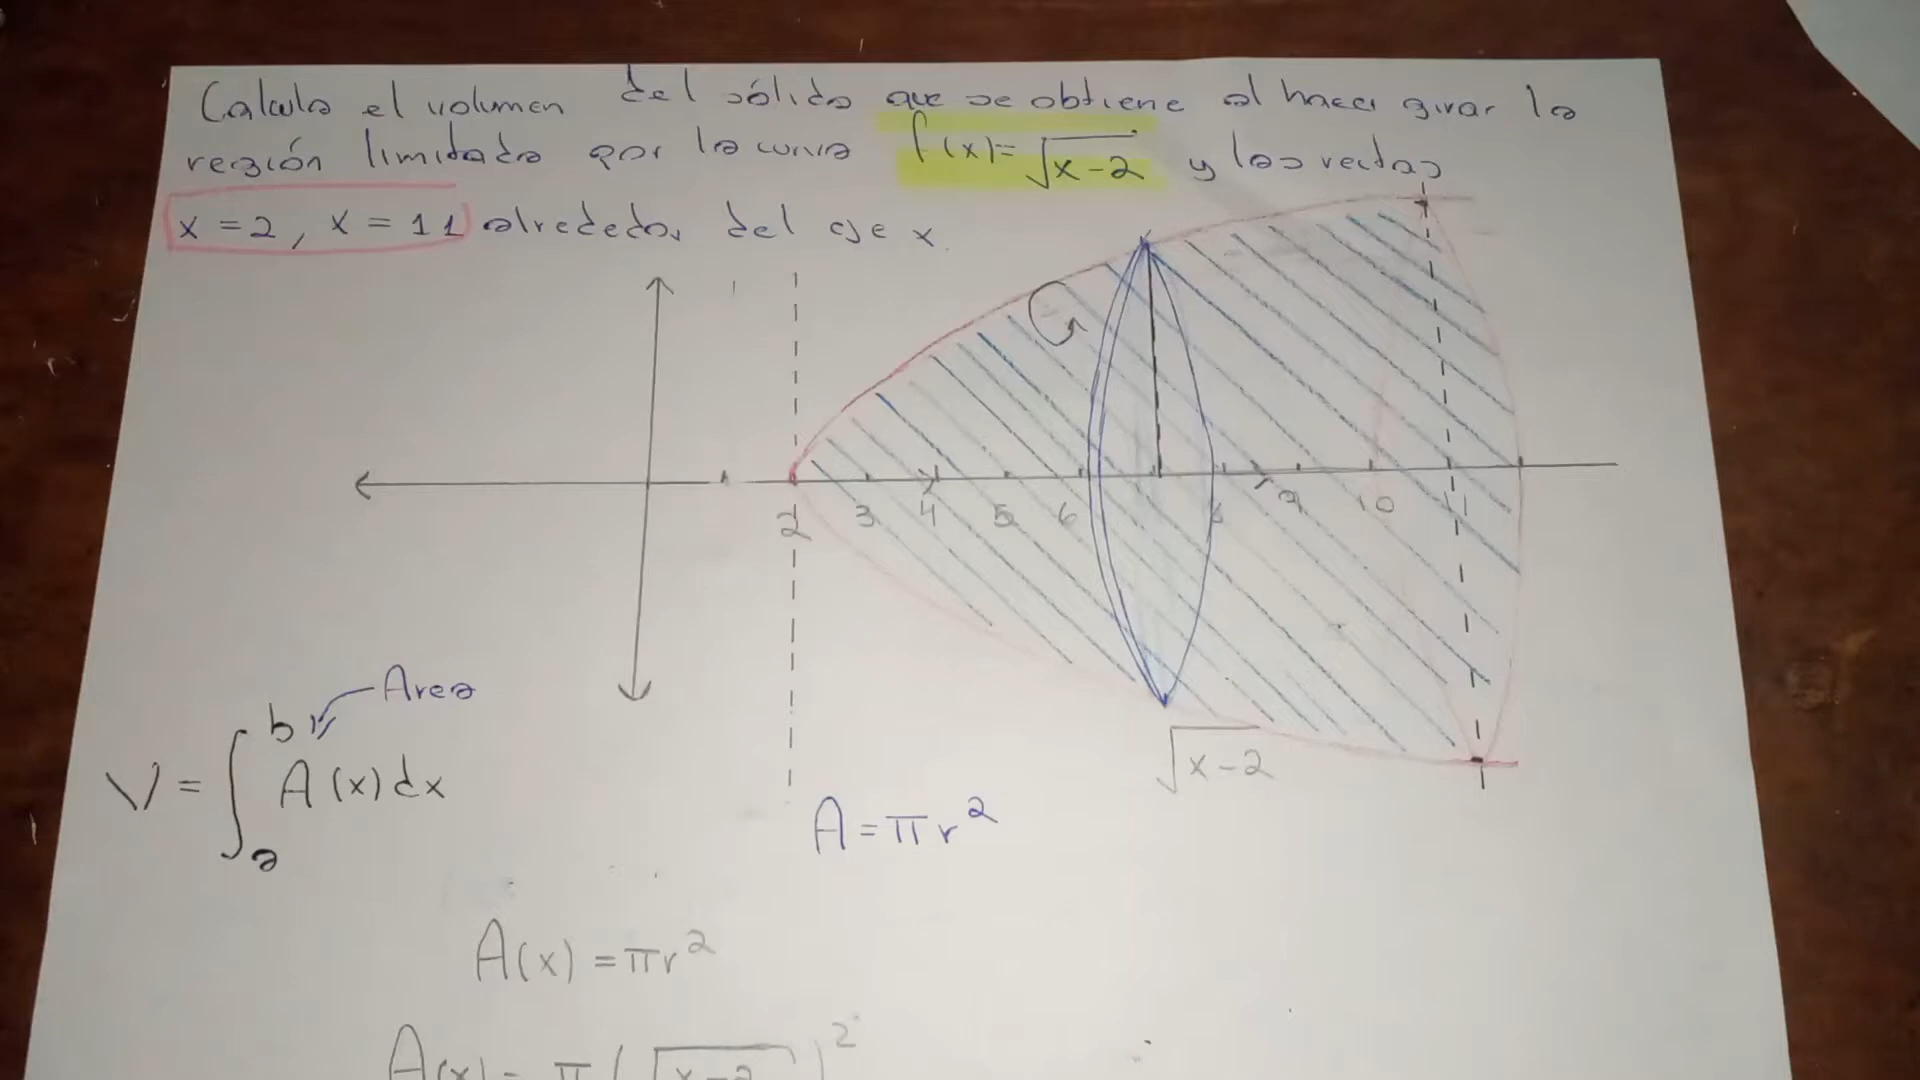 Calcula el volumen del sólido que se obtiene al hacer girar la
región limitada por la curva f(x)=√x-2 y las rectas
x = 2, x = 11 alrededor del eje x.
2 3 4 5 6 8 9 10 11
√x-2
Area
V = ∫ₐᵇ A(x)dx
A = πr²
A(x) = πr²
A(x) = π(√x-2)²